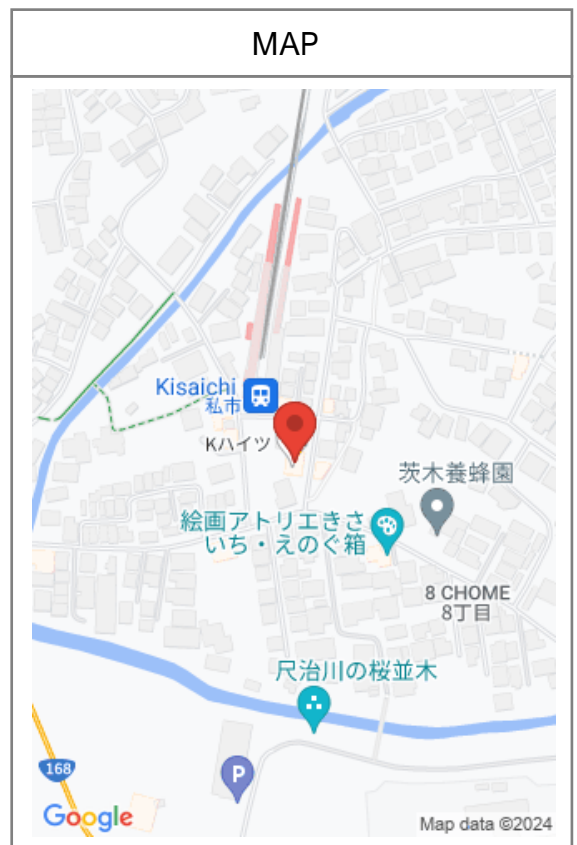 MAP
Kisaichi
私市
Kハイツ
茨木養蜂園
絵画アトリエきさ
いち・えのぐ箱
8 CHOME
8丁目
尺治川の桜並木
168
P
Google
Map data ©2024